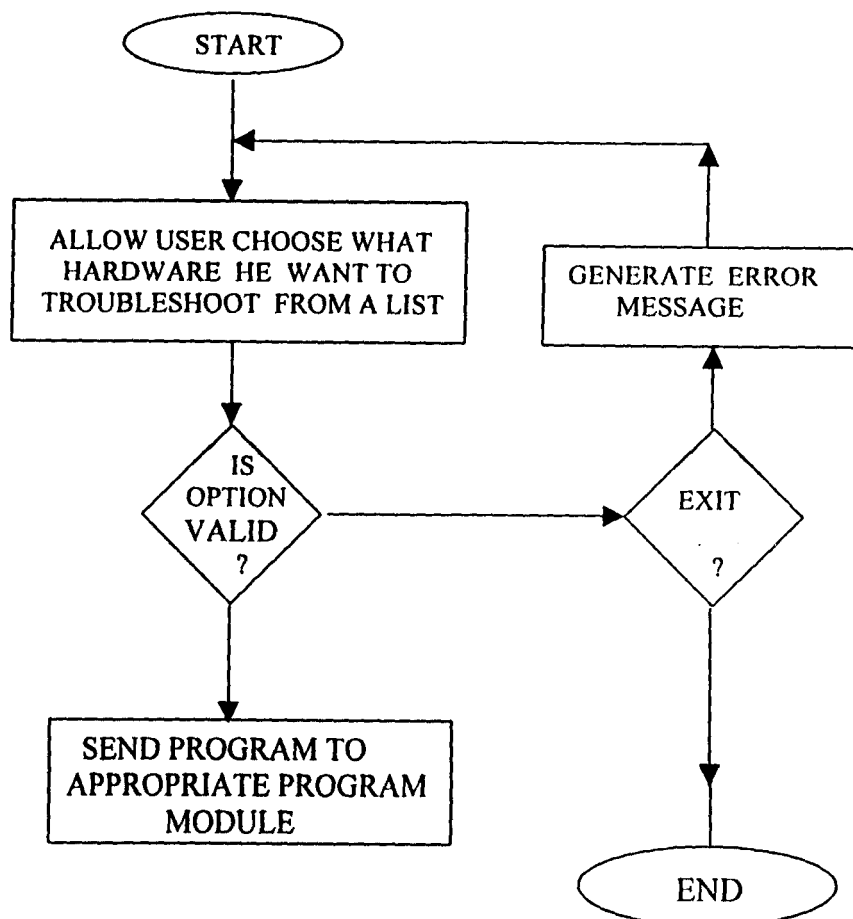 START
ALLOW USER CHOOSE WHAT
HARDWARE HE WANT TO
TROUBLESHOOT FROM A LIST
GENERATE ERROR
MESSAGE
IS
OPTION
VALID
?
EXIT
?
SEND PROGRAM TO
APPROPRIATE PROGRAM
MODULE
END